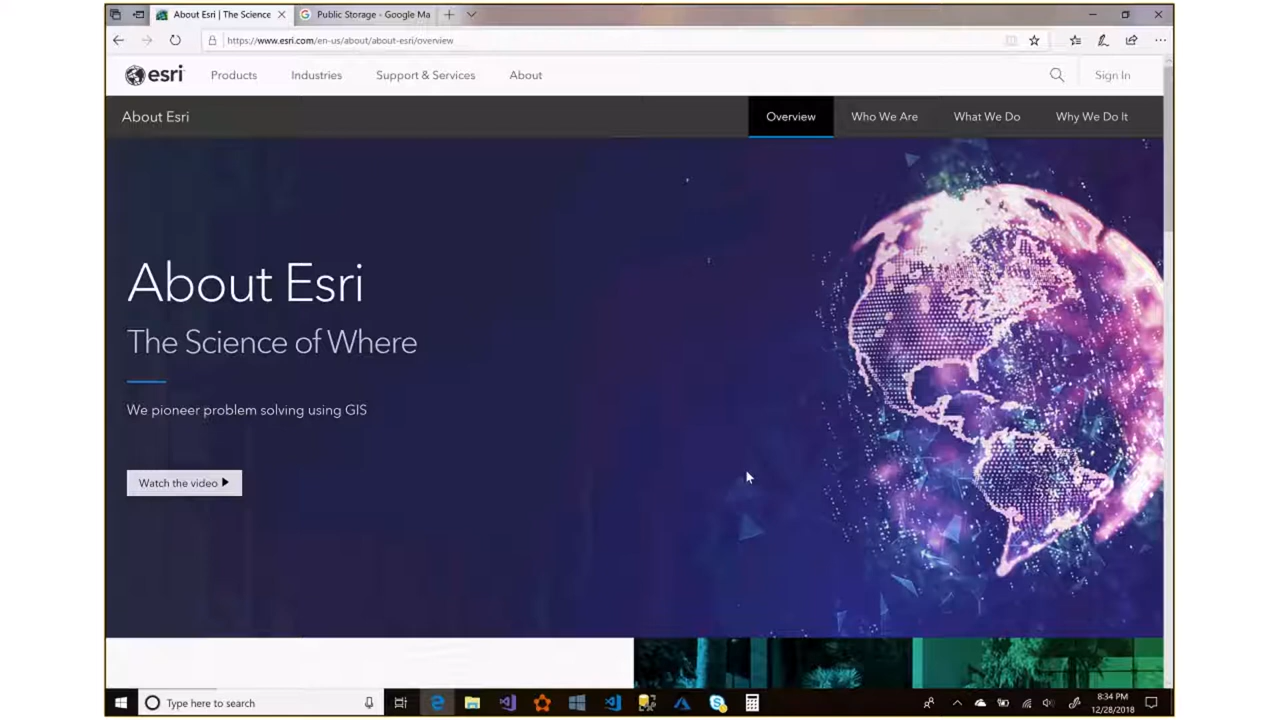 About Esri | The Science
Public Storage - Google Ma
https://www.esri.com/en-us/about/about-esri/overview
esri
Products
Industries
Support & Services
About
Sign In
About Esri
Overview
Who We Are
What We Do
Why We Do It
About Esri
The Science of Where
We pioneer problem solving using GIS
Watch the video
Type here to search
8:34 PM
12/28/2018